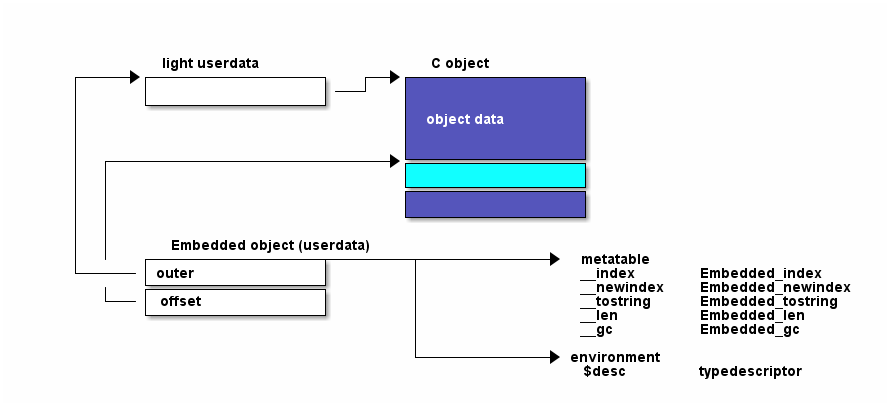 light userdata
C object
object data
Embedded object (userdata)
outer
offset
metatable
__index Embedded_index
__newindex Embedded_newindex
__tostring Embedded_tostring
__len Embedded_len
__gc Embedded_gc
environment
$desc typedescriptor